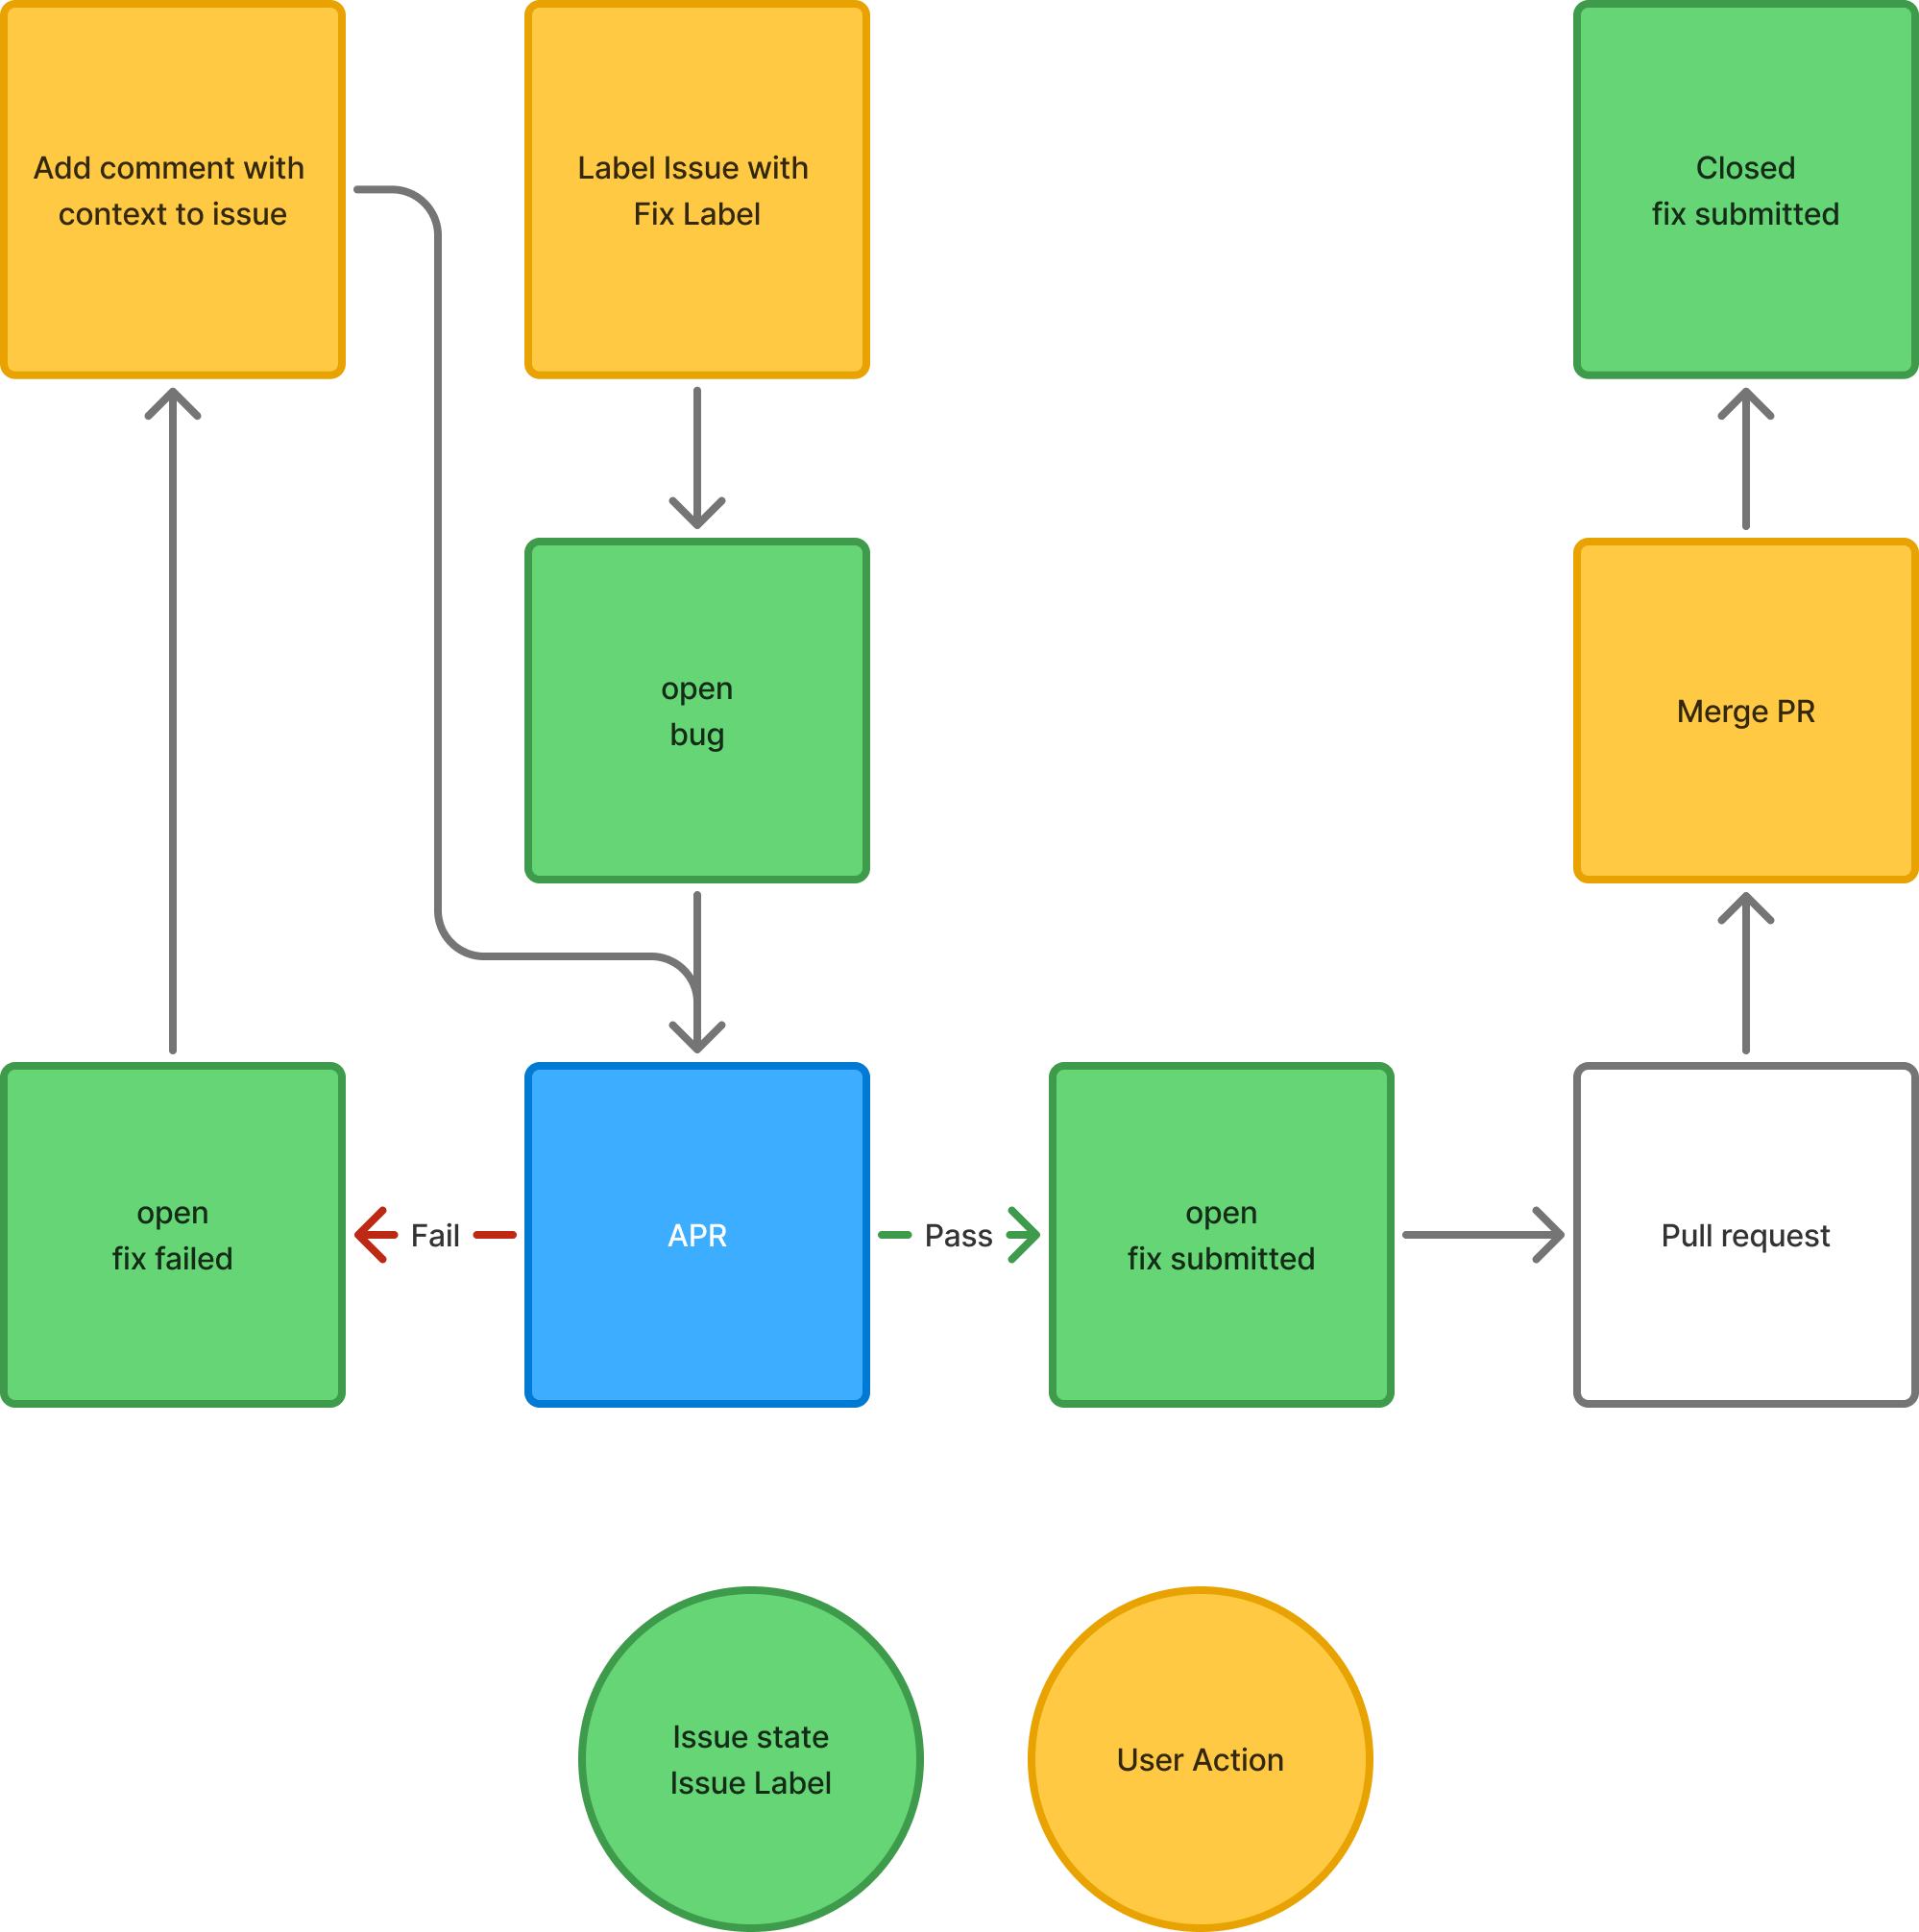 Add comment with
context to issue
Label Issue with
Fix Label
Closed
fix submitted
open
bug
Merge PR
open
fix failed
Fail
APR
Pass
open
fix submitted
Pull request
Issue state
Issue Label
User Action